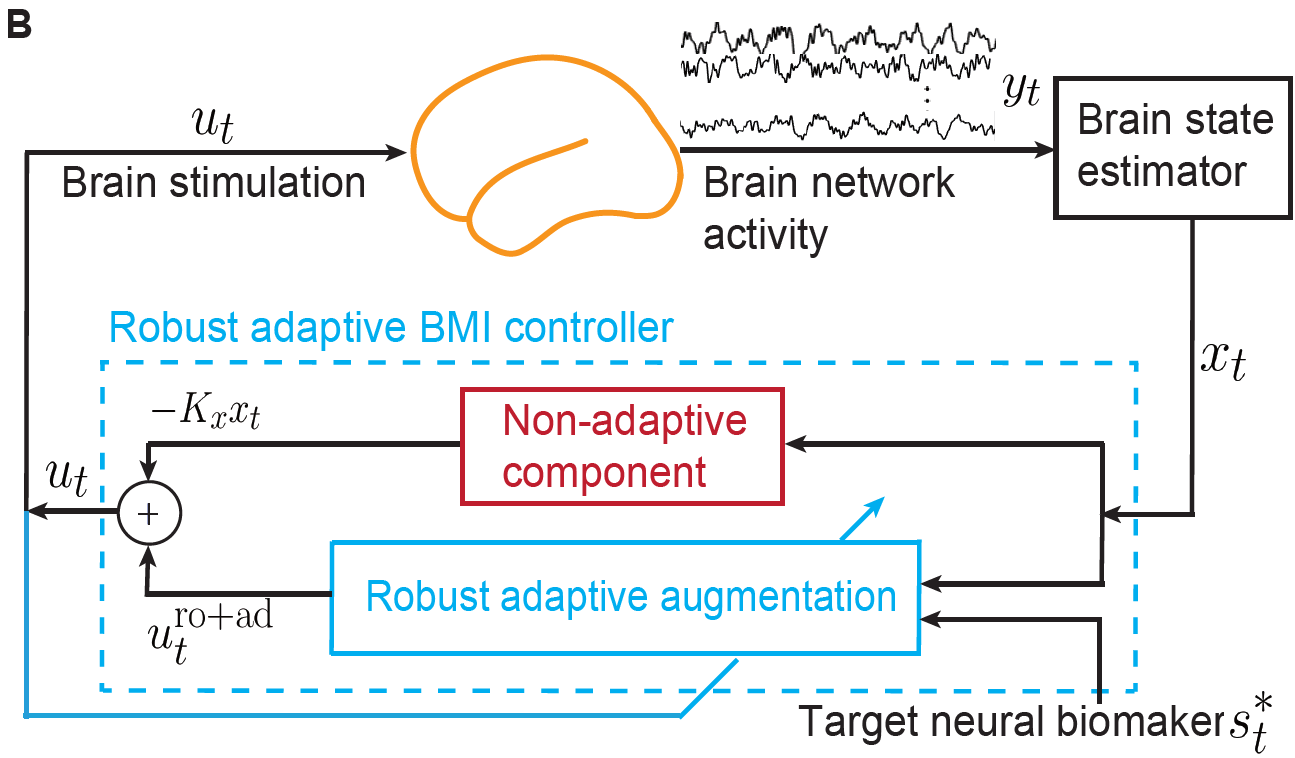 B
u_t
Brain stimulation
y_t
Brain network
activity
Brain state
estimator
x_t
Robust adaptive BMI controller
−K_x x_t
Non-adaptive
component
u_t
+
Robust adaptive augmentation
u_t^{ro+ad}
Target neural biomaker s_t^*